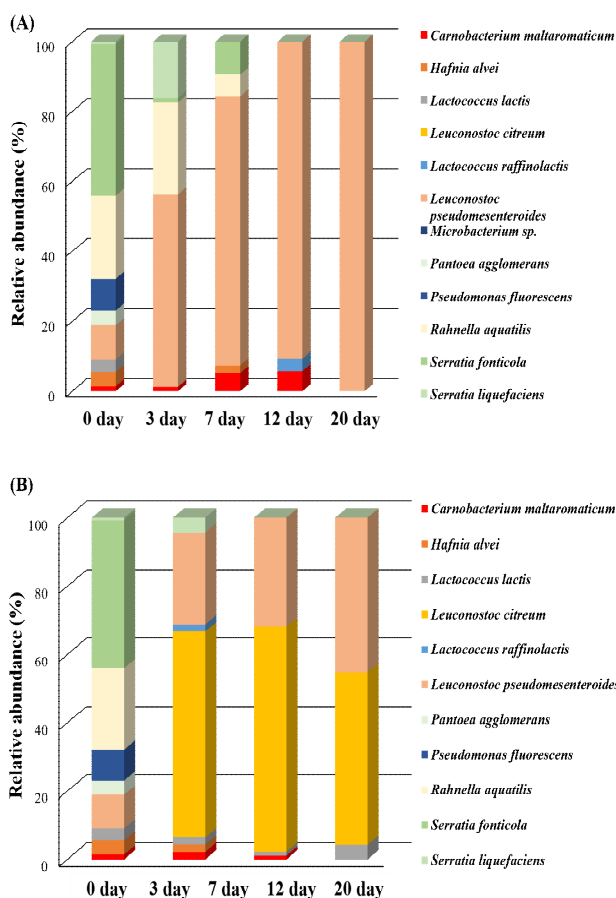 (A)
Relative abundance (%)
100
80
60
40
20
0
0 day 3 day 7 day 12 day 20 day
Carnobacterium maltaromaticum
Hafnia alvei
Lactococcus lactis
Leuconostoc citreum
Lactococcus raffinolactis
Leuconostoc
pseudomesenteroides
Microbacterium sp.
Pantoea agglomerans
Pseudomonas fluorescens
Rahnella aquatilis
Serratia fonticola
Serratia liquefaciens
(B)
Relative abundance (%)
100
80
60
40
20
0
0 day 3 day 7 day 12 day 20 day
Carnobacterium maltaromaticum
Hafnia alvei
Lactococcus lactis
Leuconostoc citreum
Lactococcus raffinolactis
Leuconostoc pseudomesenteroides
Pantoea agglomerans
Pseudomonas fluorescens
Rahnella aquatilis
Serratia fonticola
Serratia liquefaciens